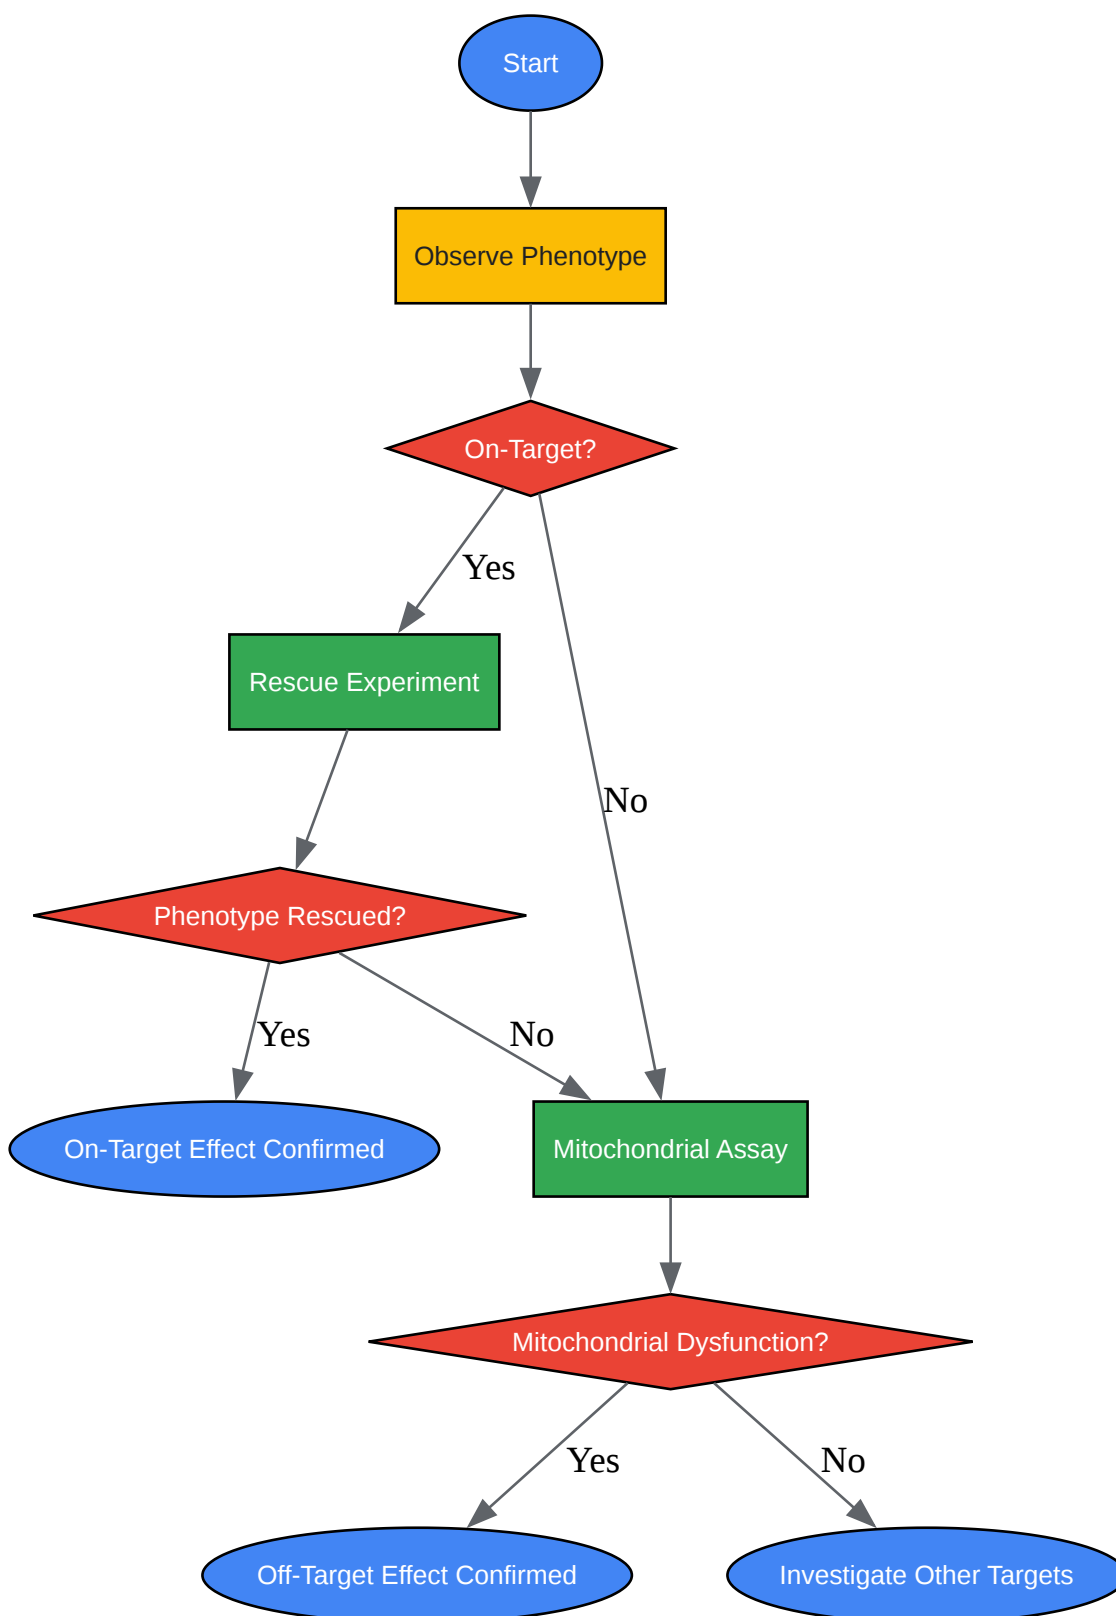 Start
Observe Phenotype
On-Target?
Yes
Rescue Experiment
No
Phenotype Rescued?
Yes
No
On-Target Effect Confirmed
Mitochondrial Assay
Mitochondrial Dysfunction?
Yes
No
Off-Target Effect Confirmed
Investigate Other Targets